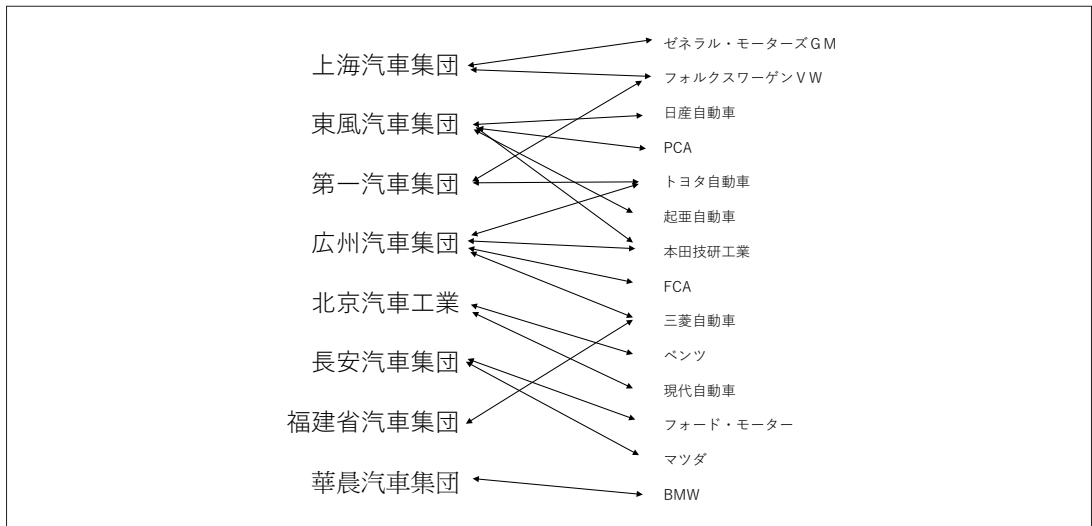 上海汽車集団
東風汽車集団
第一汽車集団
広州汽車集団
北京汽車工業
長安汽車集団
福建省汽車集団
華晨汽車集団
ゼネラル・モーターズＧＭ
フォルクスワーゲンＶＷ
日産自動車
PCA
トヨタ自動車
起亜自動車
本田技研工業
FCA
三菱自動車
ベンツ
現代自動車
フォード・モーター
マツダ
BMW